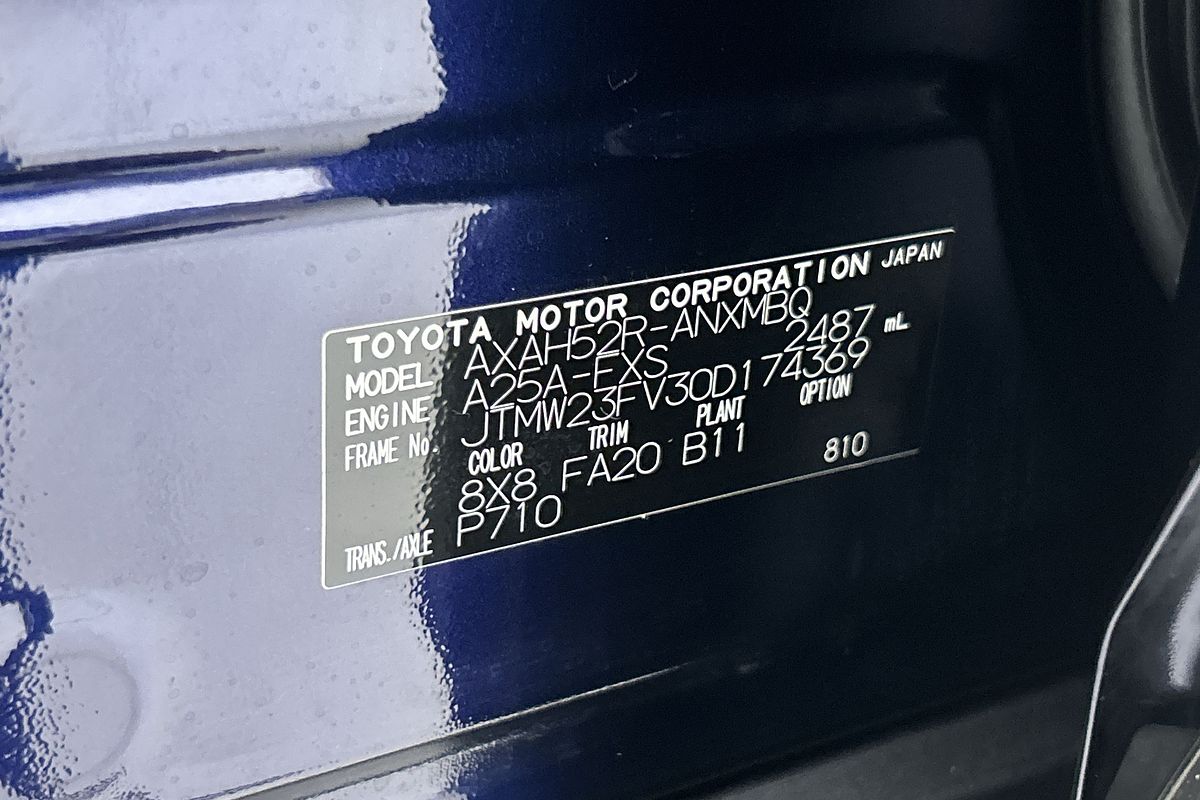 TOYOTA MOTOR CORPORATION JAPAN
MODEL AXAH52R-ANXMBQ
ENGINE A25A-FXS 2487 mL
FRAME No. JTMW23FV30D174369
COLOR TRIM PLANT OPTION
8X8 FA20 B11 810
TRANS./AXLE P710